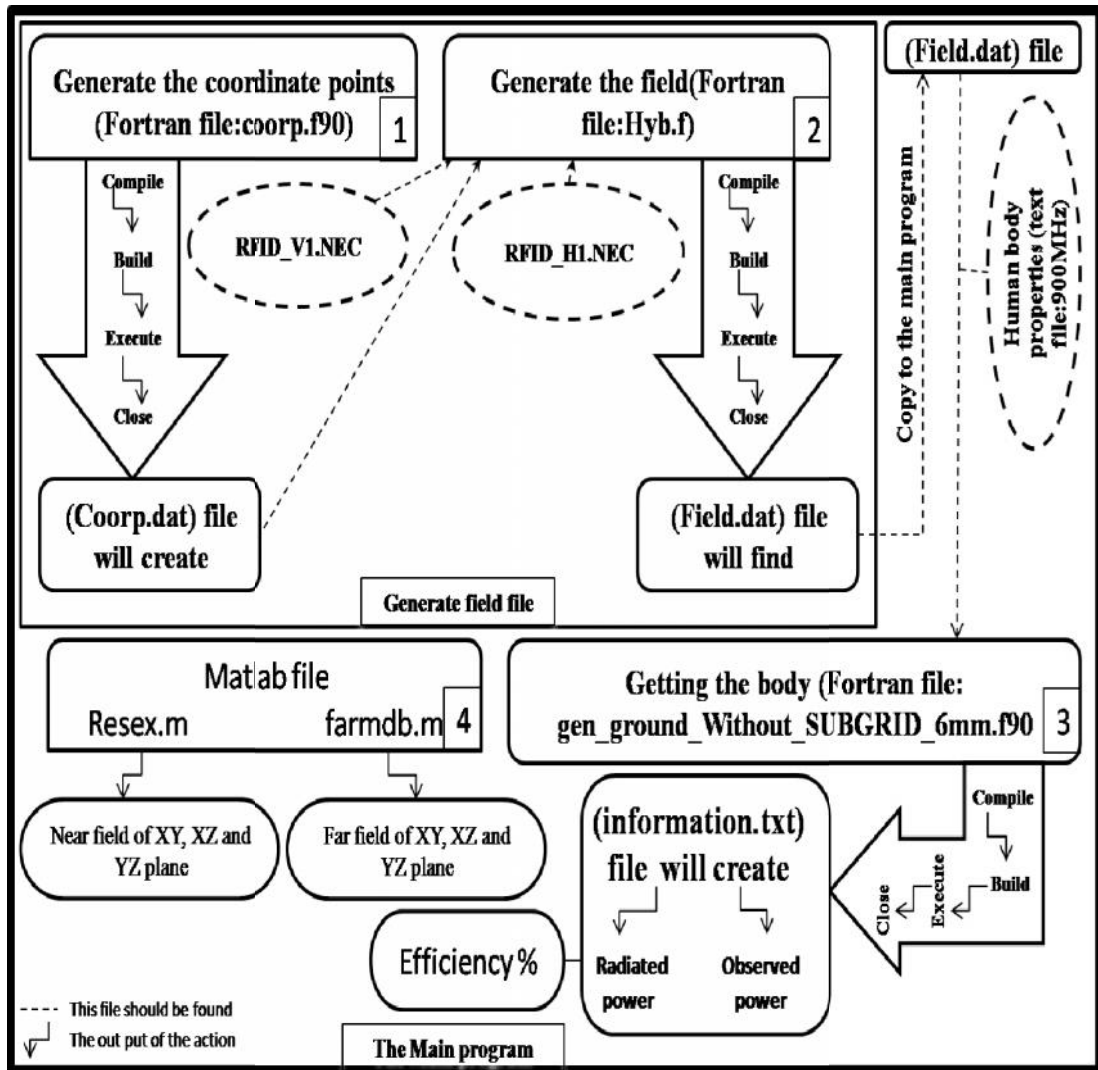 Generate the coordinate points
(Fortran file:coorp.f90)
1
Compile
Build
Execute
Close
(Coorp.dat) file
will create
RFID_V1.NEC
Generate the field(Fortran
file:Hyb.f)
2
RFID_H1.NEC
Compile
Build
Execute
Close
(Field.dat) file
will find
Generate field file
(Field.dat) file
Copy to the main program
Human body
properties (text
file:900MHz)
Getting the body (Fortran file:
gen_ground_Without_SUBGRID_6mm.f90
3
Compile
Build
Execute
Close
(information.txt)
file will create
Radiated
power
Observed
power
Efficiency %
Matlab file
Resex.m
farmdb.m
4
Near field of XY, XZ and
YZ plane
Far field of XY, XZ and
YZ plane
This file should be found
The out put of the action
The Main program